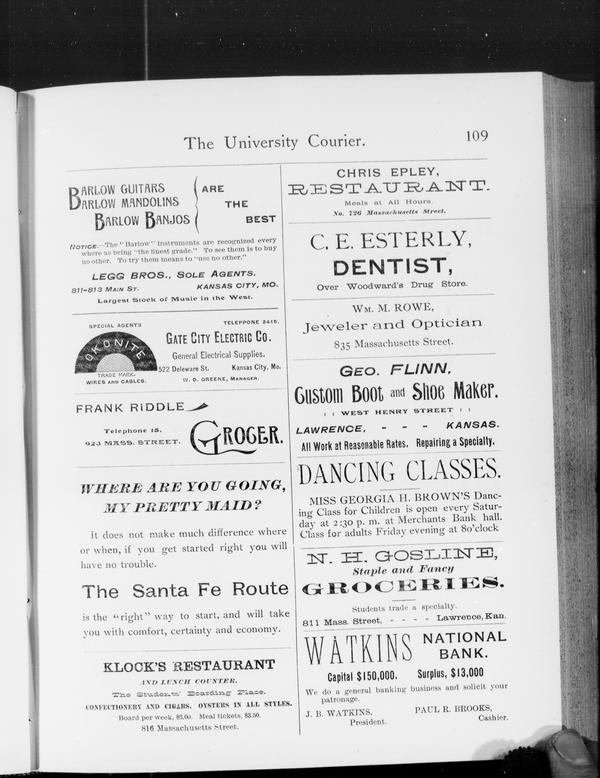 The University Courier.
109
BARLOW GUITARS
BARLOW MANDOLINS
BARLOW BANJOS
ARE
THE
BEST
NOTICE.—The "Barlow" instruments are recognized every
where as being "the finest grade." To see them is to buy
no other. To try them means to "use no other."
LEGG BROS., SOLE AGENTS.
811-813 MAIN ST. KANSAS CITY, MO.
Largest Stock of Music in the West.
SPECIAL AGENTS
OKONITE
TRADE MARK.
WIRES AND CABLES.
TELEPPONE 2416.
GATE CITY ELECTRIC CO.
General Electrical Supplies.
522 Deleware St. Kansas City, Mo.
W. D. GREENE, MANAGER.
FRANK RIDDLE
Telephone 15.
923 MASS. STREET.
GROCER.
WHERE ARE YOU GOING,
MY PRETTY MAID?
It does not make much difference where
or when, if you get started right you will
have no trouble.
The Santa Fe Route
is the "right" way to start, and will take
you with comfort, certainty and economy.
KLOCK'S RESTAURANT
AND LUNCH COUNTER.
The Students' Boarding Place.
CONFECTIONERY AND CIGARS. OYSTERS IN ALL STYLES.
Board per week, $3.00. Meal tickets, $3.50.
816 Massachusetts Street.
CHRIS EPLEY,
RESTAURANT.
Meals at All Hours.
No. 726 Massachusetts Street.
C. E. ESTERLY,
DENTIST,
Over Woodward's Drug Store.
WM. M. ROWE,
Jeweler and Optician
835 Massachusetts Street.
GEO. FLINN,
Custom Boot and Shoe Maker.
WEST HENRY STREET
LAWRENCE, - - - KANSAS.
All Work at Reasonable Rates. Repairing a Specialty.
DANCING CLASSES.
MISS GEORGIA H. BROWN'S Danc-
ing Class for Children is open every Satur-
day at 2:30 p. m. at Merchants Bank hall.
Class for adults Friday evening at 8o'clock
N. H. GOSLINE,
Staple and Fancy
GROCERIES.
Students trade a specialty.
811 Mass. Street, - - - - Lawrence, Kan.
WATKINS NATIONAL
BANK.
Capital $150,000. Surplus, $13,000
We do a general banking business and solicit your
patronage.
J. B. WATKINS,
President.
PAUL R. BROOKS,
Cashier.